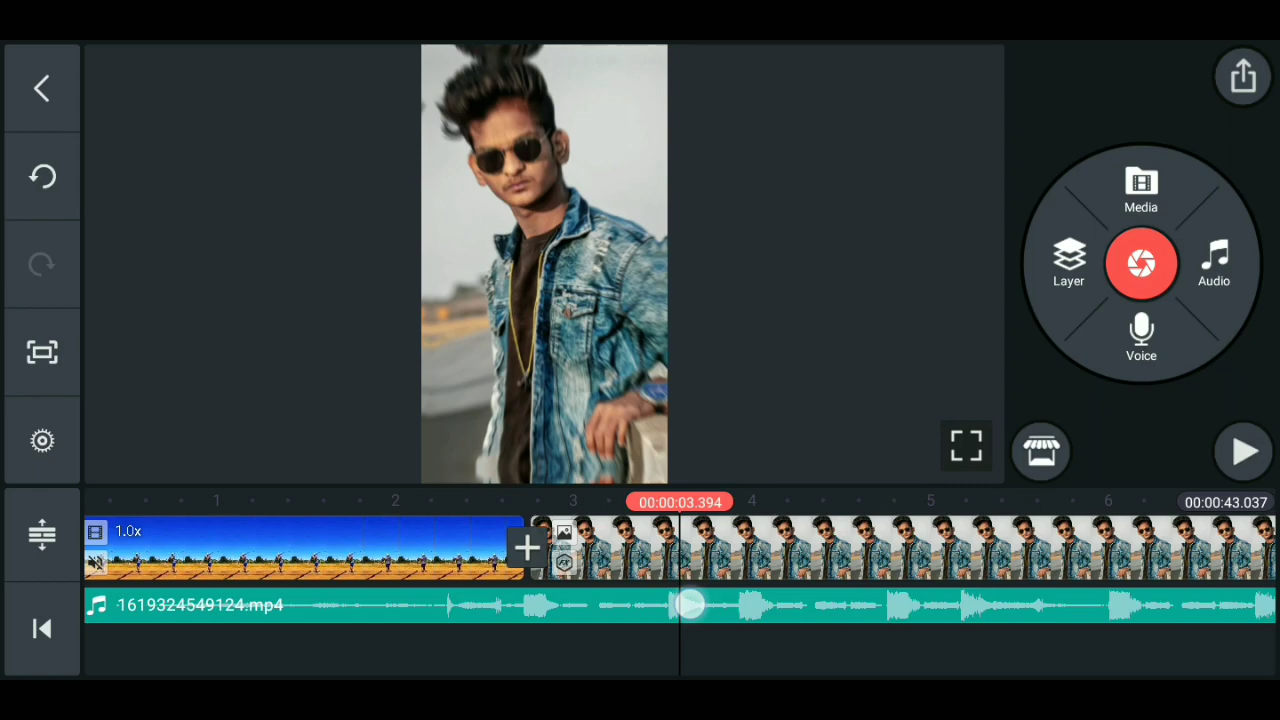 Media
Layer
Audio
Voice
1
2
3
00:00:03.394
4
5
6
00:00:43.037
1.0x
1619324549124.mp4